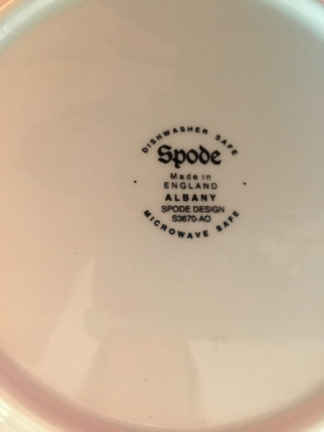 DISHWASHER SAFE
Spode
Made in
ENGLAND
ALBANY
SPODE DESIGN
S3670-AO
MICROWAVE SAFE